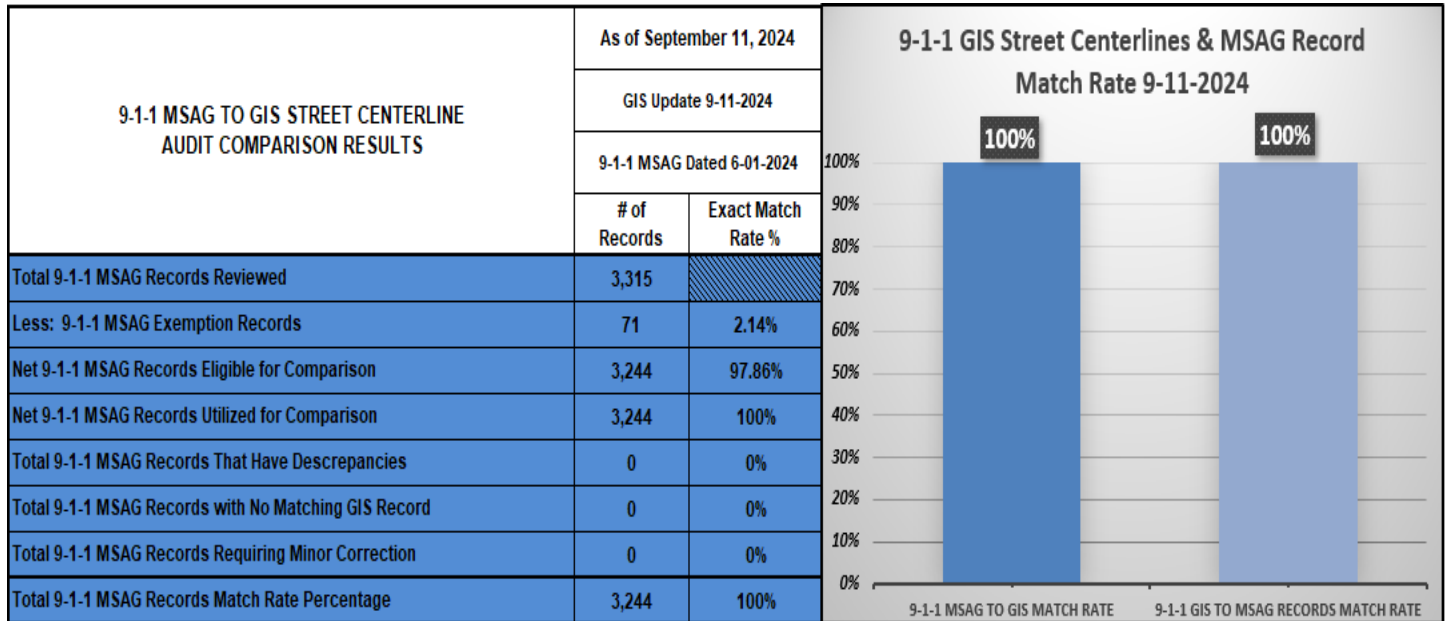 9-1-1 MSAG TO GIS STREET CENTERLINE
AUDIT COMPARISON RESULTS
As of September 11, 2024
GIS Update 9-11-2024
9-1-1 MSAG Dated 6-01-2024
# of
Records
Exact Match
Rate %
Total 9-1-1 MSAG Records Reviewed 3,315
Less: 9-1-1 MSAG Exemption Records 71 2.14%
Net 9-1-1 MSAG Records Eligible for Comparison 3,244 97.86%
Net 9-1-1 MSAG Records Utilized for Comparison 3,244 100%
Total 9-1-1 MSAG Records That Have Descrepancies 0 0%
Total 9-1-1 MSAG Records with No Matching GIS Record 0 0%
Total 9-1-1 MSAG Records Requiring Minor Correction 0 0%
Total 9-1-1 MSAG Records Match Rate Percentage 3,244 100%
9-1-1 GIS Street Centerlines & MSAG Record
Match Rate 9-11-2024
100% 100%
100%
90%
80%
70%
60%
50%
40%
30%
20%
10%
0%
9-1-1 MSAG TO GIS MATCH RATE 9-1-1 GIS TO MSAG RECORDS MATCH RATE